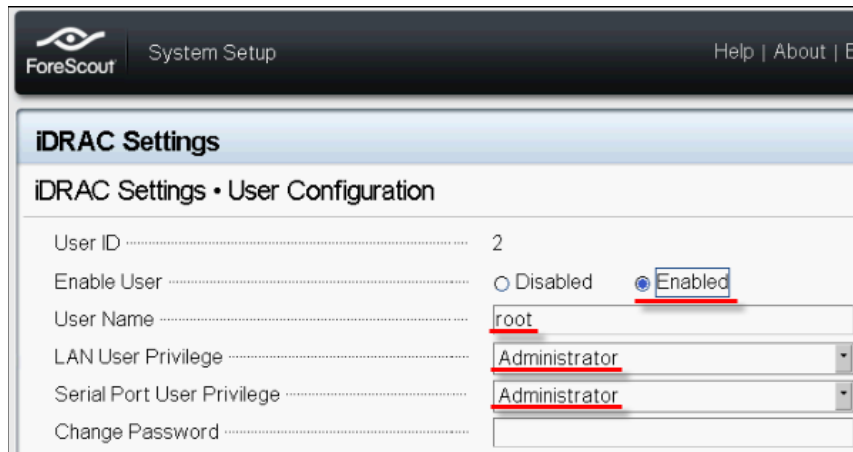 ForeScout System Setup Help | About |
iDRAC Settings
iDRAC Settings • User Configuration
User ID 2
Enable User Disabled Enabled
User Name root
LAN User Privilege Administrator
Serial Port User Privilege Administrator
Change Password